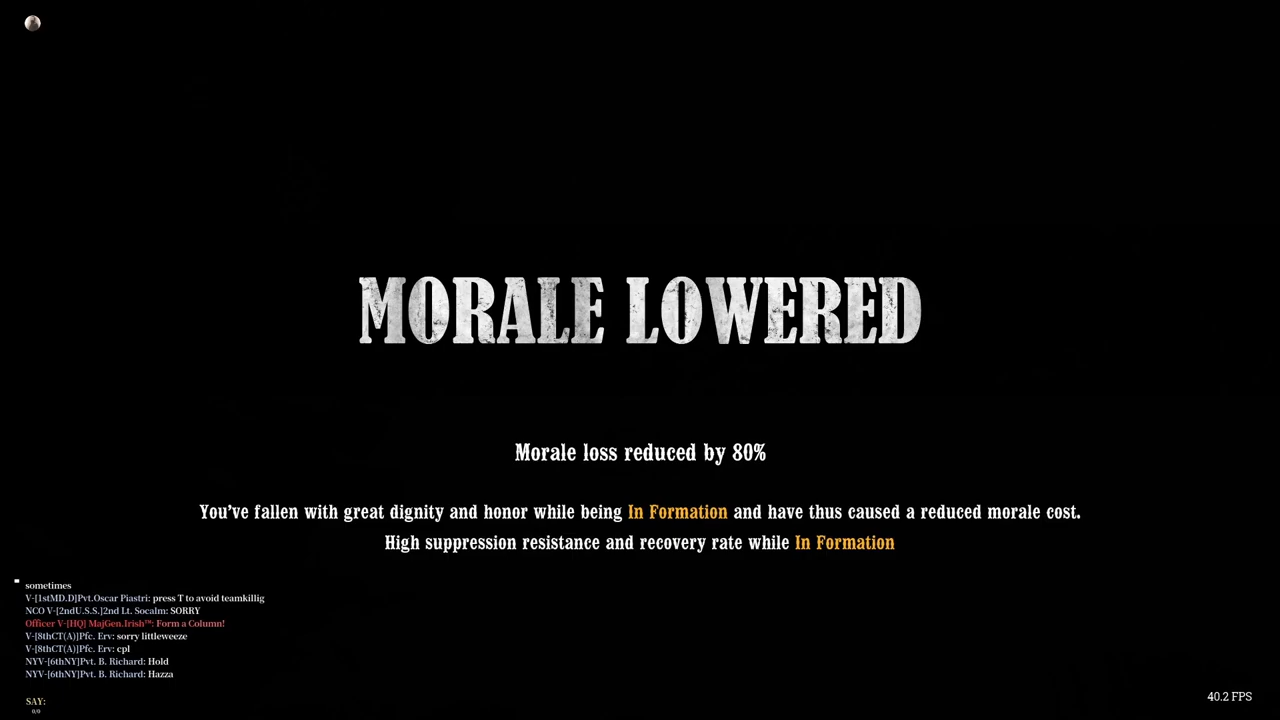 MORALE LOWERED
Morale loss reduced by 80%
You've fallen with great dignity and honor while being In Formation and have thus caused a reduced morale cost.
High suppression resistance and recovery rate while In Formation
sometimes
V-[1stMD.D]Pvt.Oscar Piastri: press T to avoid teamkillig
NCO V-[2ndU.S.S.]2nd Lt. Socalm: SORRY
Officer V-[HQ] MajGen.Irish™: Form a Column!
V-[8thCT(A)]Pfc. Erv: sorry littleweeze
V-[8thCT(A)]Pfc. Erv: cpl
NYV-[6thNY]Pvt. B. Richard: Hold
NYV-[6thNY]Pvt. B. Richard: Hazza
SAY:
0/0
40.2 FPS